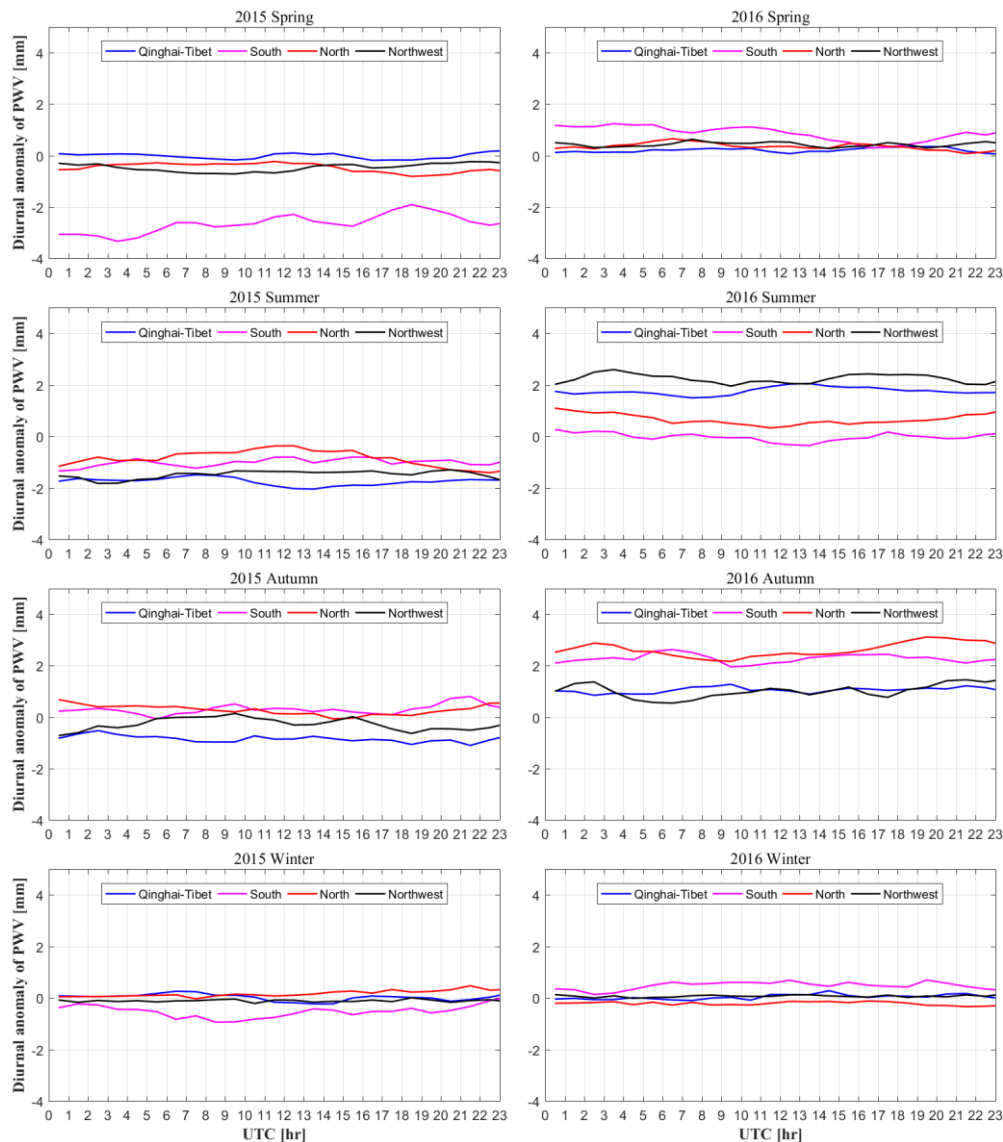 2015 Spring
Diurnal anomaly of PWV [mm]
4
2
0
-2
-4
Qinghai-Tibet South North Northwest
0 1 2 3 4 5 6 7 8 9 10 11 12 13 14 15 16 17 18 19 20 21 22 23
2016 Spring
4
2
0
-2
-4
Qinghai-Tibet South North Northwest
0 1 2 3 4 5 6 7 8 9 10 11 12 13 14 15 16 17 18 19 20 21 22 23
2015 Summer
Diurnal anomaly of PWV [mm]
4
2
0
-2
-4
Qinghai-Tibet South North Northwest
0 1 2 3 4 5 6 7 8 9 10 11 12 13 14 15 16 17 18 19 20 21 22 23
2016 Summer
4
2
0
-2
-4
Qinghai-Tibet South North Northwest
0 1 2 3 4 5 6 7 8 9 10 11 12 13 14 15 16 17 18 19 20 21 22 23
2015 Autumn
Diurnal anomaly of PWV [mm]
4
2
0
-2
-4
Qinghai-Tibet South North Northwest
0 1 2 3 4 5 6 7 8 9 10 11 12 13 14 15 16 17 18 19 20 21 22 23
2016 Autumn
4
2
0
-2
-4
Qinghai-Tibet South North Northwest
0 1 2 3 4 5 6 7 8 9 10 11 12 13 14 15 16 17 18 19 20 21 22 23
2015 Winter
Diurnal anomaly of PWV [mm]
4
2
0
-2
-4
Qinghai-Tibet South North Northwest
0 1 2 3 4 5 6 7 8 9 10 11 12 13 14 15 16 17 18 19 20 21 22 23
UTC [hr]
2016 Winter
4
2
0
-2
-4
Qinghai-Tibet South North Northwest
0 1 2 3 4 5 6 7 8 9 10 11 12 13 14 15 16 17 18 19 20 21 22 23
UTC [hr]